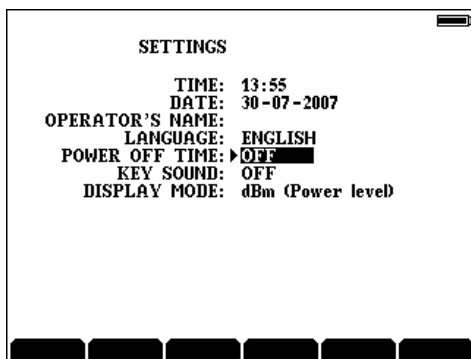 SETTINGS
TIME: 13:55
DATE: 30-07-2007
OPERATOR'S NAME:
LANGUAGE: ENGLISH
POWER OFF TIME: OFF
KEY SOUND: OFF
DISPLAY MODE: dBm (Power level)